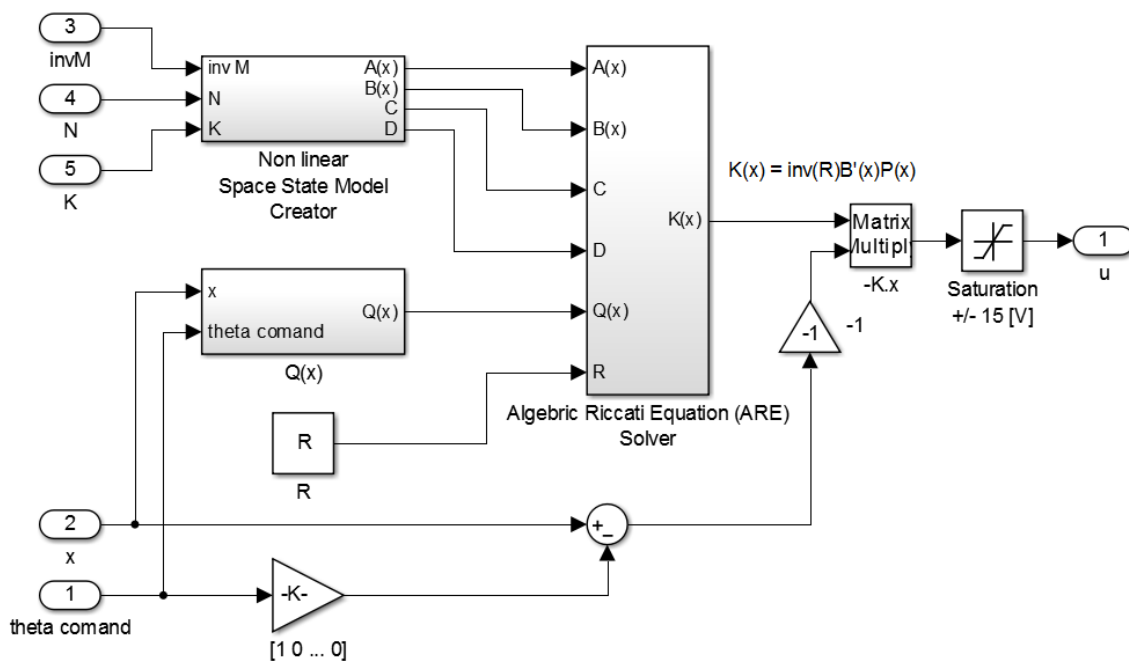 3
invM
4
N
5
K
inv M
N
K
A(x)
B(x)
C
D
Non linear
Space State Model
Creator
x
theta comand
Q(x)
Q(x)
R
R
A(x)
B(x)
C
D
Q(x)
R
K(x)
Algebric Riccati Equation (ARE)
Solver
K(x) = inv(R)B'(x)P(x)
Matrix
Multiply
-K.x
Saturation
+/- 15 [V]
1
u
-1
-1
2
x
1
theta comand
-K-
[1 0 ... 0]
+
−